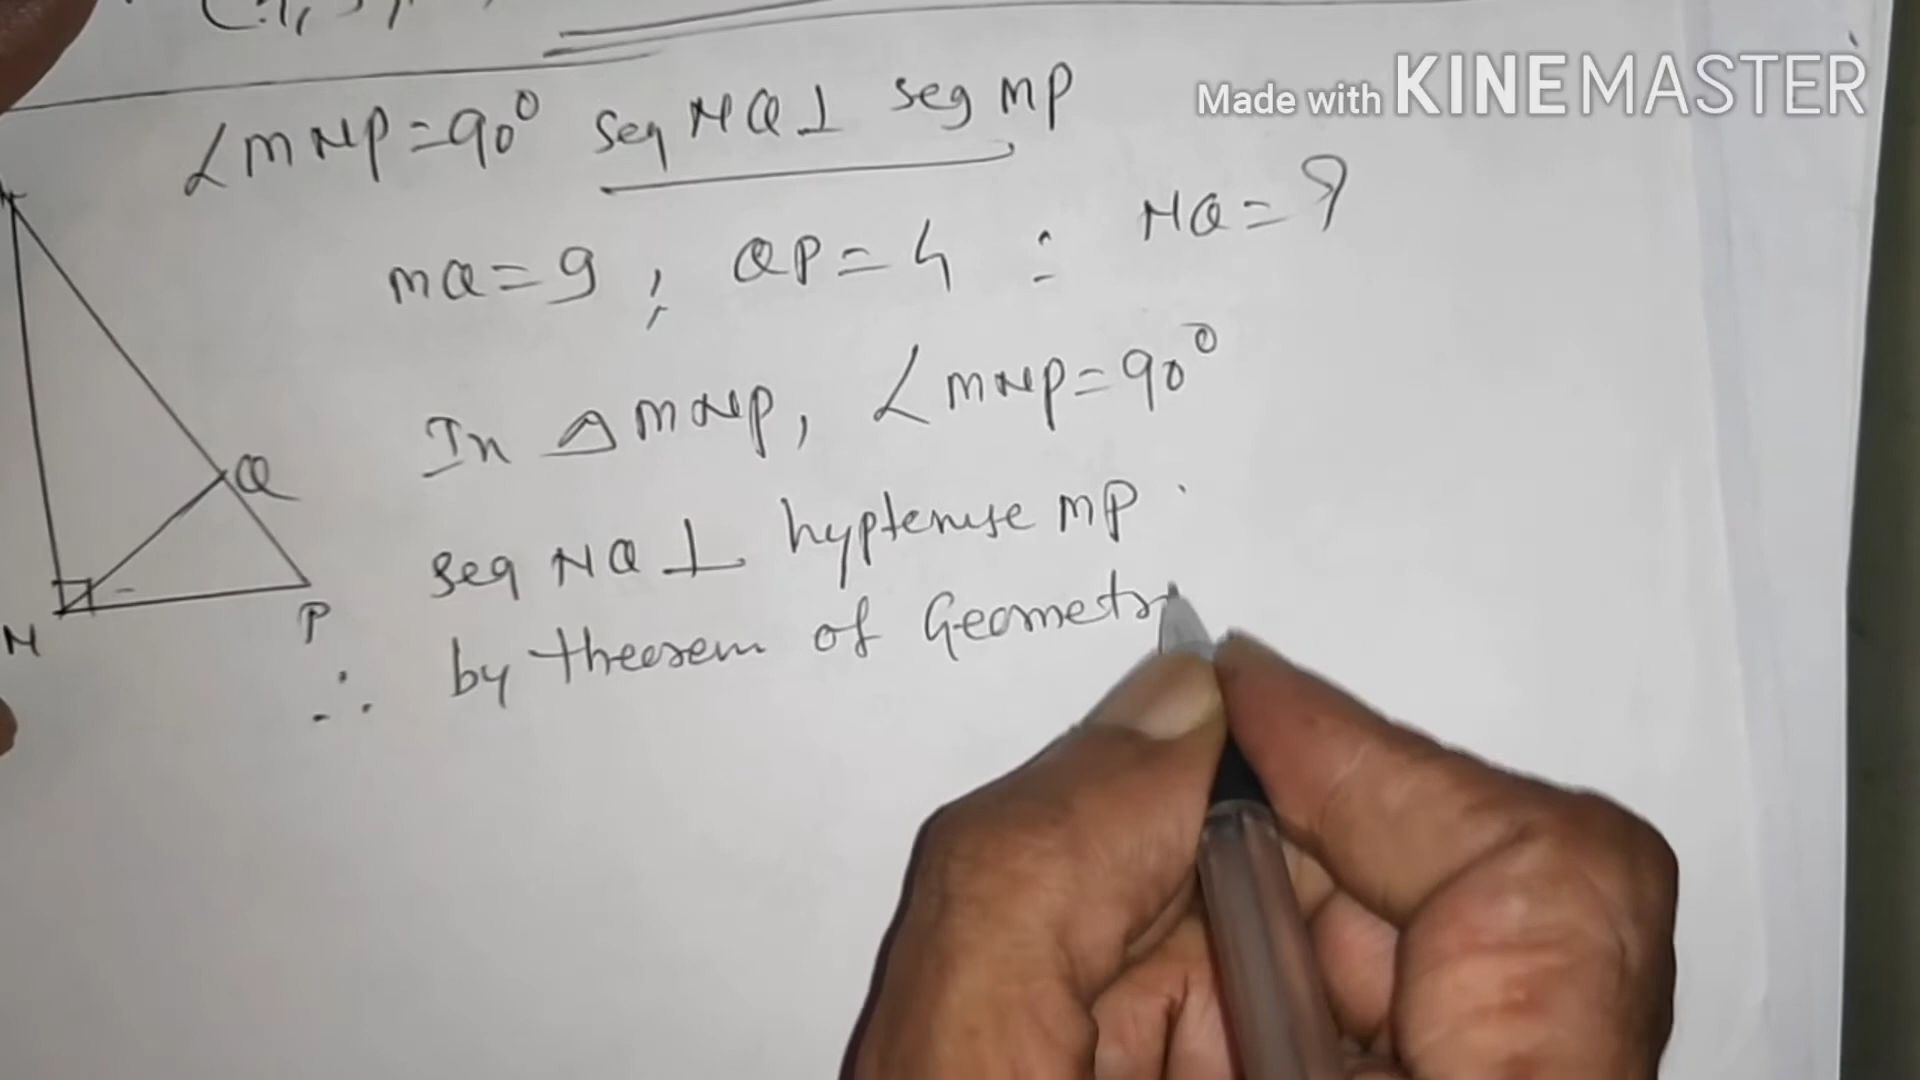 Made with KINEMASTER
∠MNP=90° seg NQ⊥ seg MP
MQ=9 ; QP=4 : NQ=?
In △MNP, ∠MNP=90°
seg NQ ⊥ hyptenuse MP.
∴ by theorem of Geometr
Q
N
P